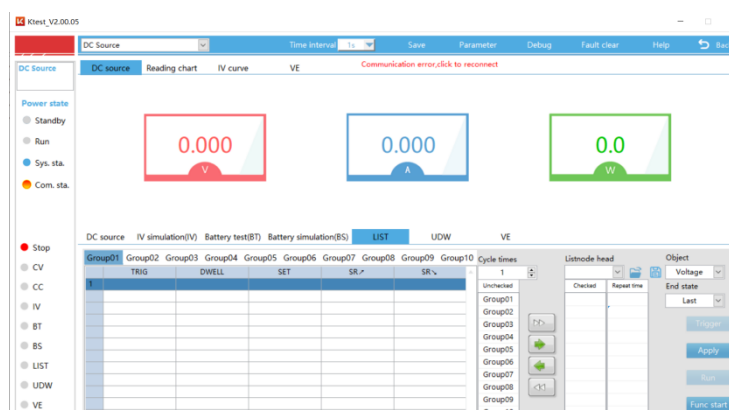 Ktest_V2.00.05
DC Source Time interval 1s Save Parameter Debug Fault clear Help Bac
DC Source
DC source Reading chart IV curve VE Communication error,click to reconnect
Power state
Standby
Run
Sys. sta.
Com. sta.
0.000 0.000 0.0
V A W
DC source IV simulation(IV) Battery test(BT) Battery simulation(BS) LIST UDW VE
Stop
CV
CC
IV
BT
BS
LIST
UDW
VE
Group01 Group02 Group03 Group04 Group05 Group06 Group07 Group08 Group09 Group10
TRIG DWELL SET SR↗ SR↘
1
Cycle times
1
Unchecked
Group01
Group02
Group03
Group04
Group05
Group06
Group07
Group08
Group09
Listnode head
Checked Repeat time
Object
Voltage
End state
Last
Trigger
Apply
Run
Func start